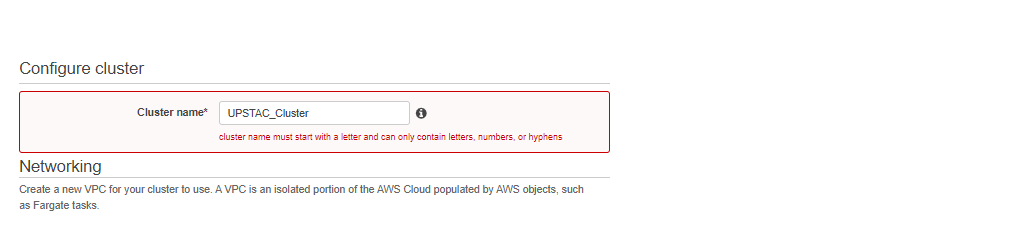 Configure cluster
Cluster name* UPSTAC_Cluster
cluster name must start with a letter and can only contain letters, numbers, or hyphens
Networking
Create a new VPC for your cluster to use. A VPC is an isolated portion of the AWS Cloud populated by AWS objects, such
as Fargate tasks.